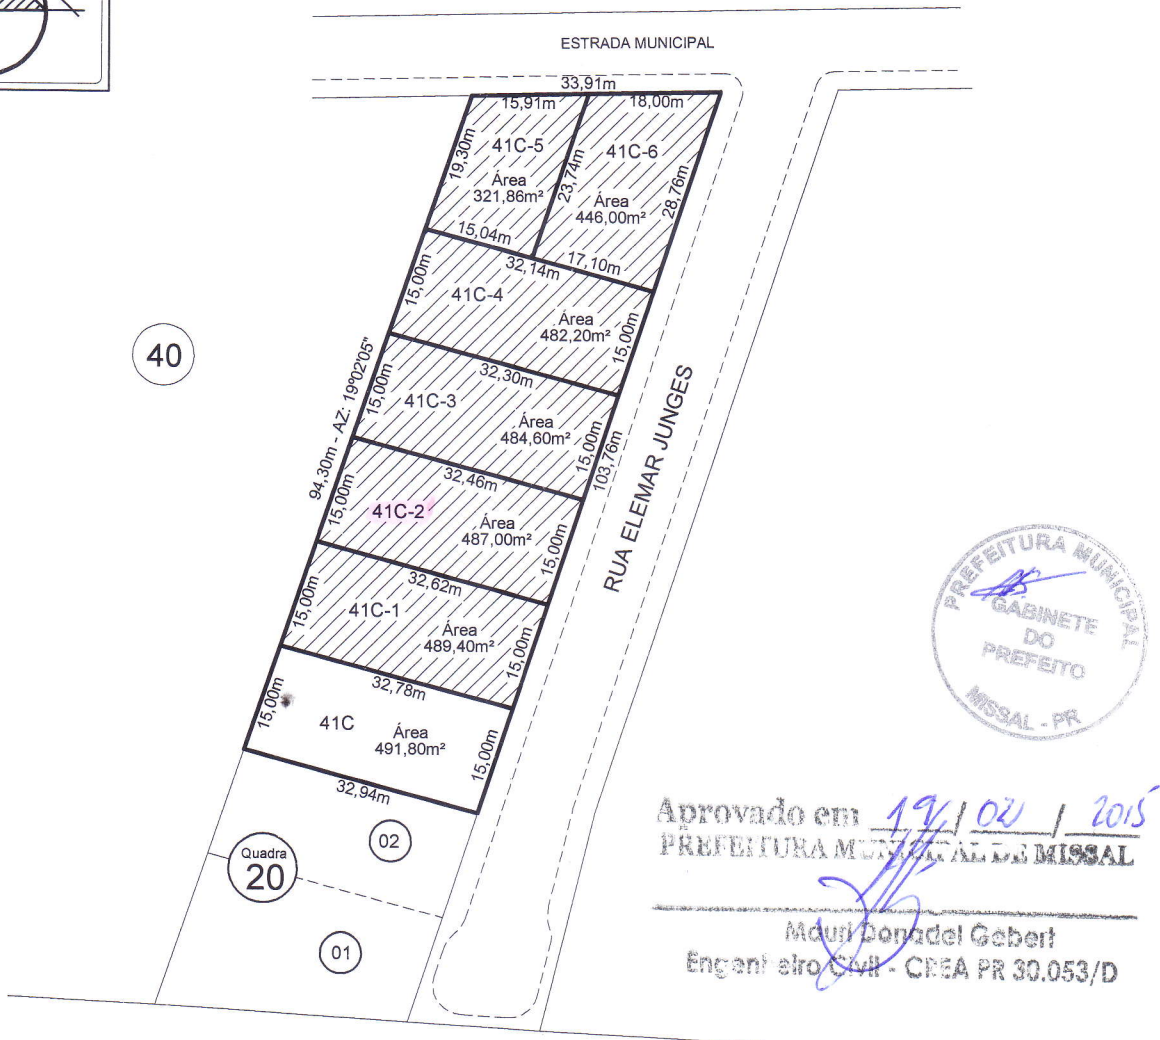 ESTRADA MUNICIPAL
33,91m
15,91m
18,00m
19,30m
41C-5
Área
321,86m²
23,74m
41C-6
Área
446,00m²
28,76m
15,04m
32,14m
17,10m
15,00m
41C-4
Área
482,20m²
15,00m
40
94,30m - AZ: 19º02'05"
32,30m
15,00m
41C-3
Área
484,60m²
15,00m
103,76m
RUA ELEMAR JUNGES
32,46m
15,00m
41C-2
Área
487,00m²
15,00m
32,62m
15,00m
41C-1
Área
489,40m²
15,00m
32,78m
15,00m
41C
Área
491,80m²
15,00m
32,94m
02
Quadra
20
01
PREFEITURA MUNICIPAL
GABINETE
DO
PREFEITO
MISSAL - PR
Aprovado em 19 / 02 / 2015
PREFEITURA MUNICIPAL DE MISSAL
Mauri Donadel Gebert
Engenheiro Civil - CREA PR 30.053/D